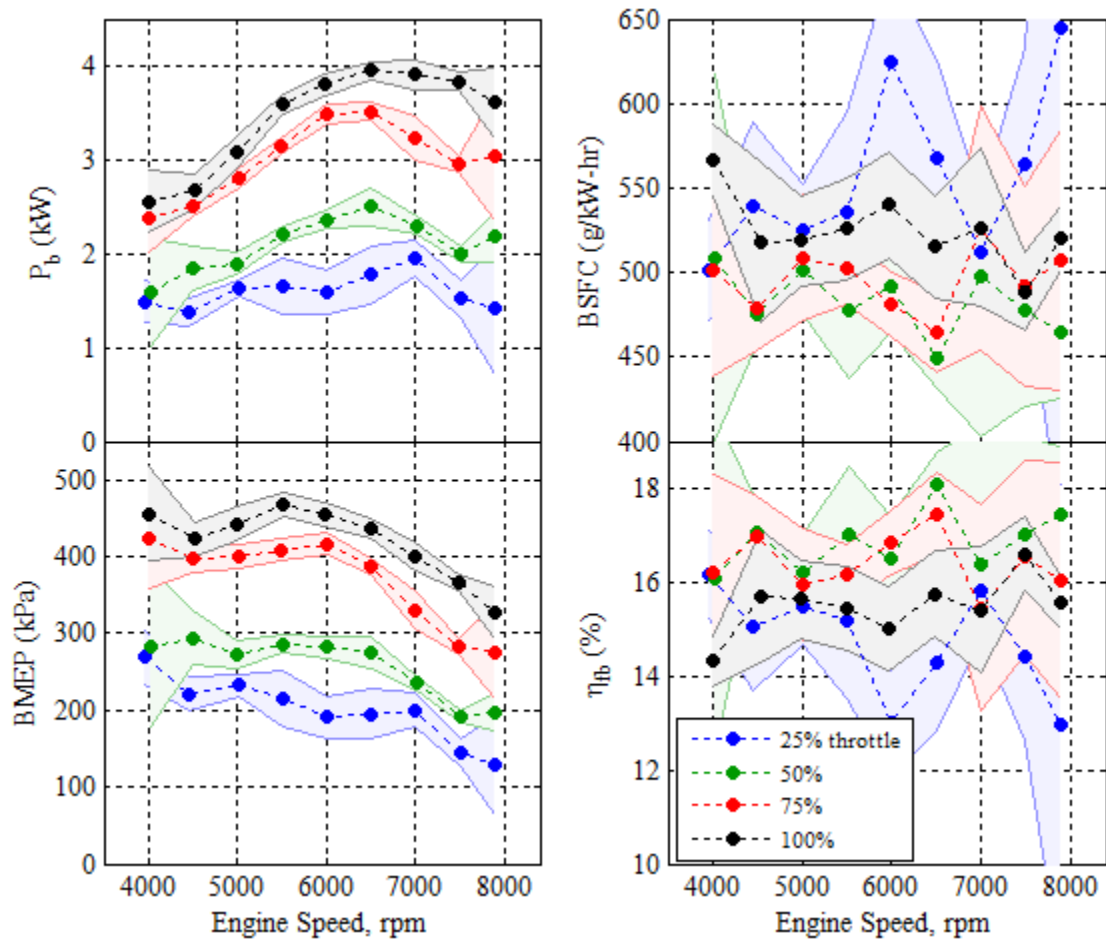 4
3
2
1
0
P_b (kW)
650
600
550
500
450
400
BSFC (g/kW-hr)
500
400
300
200
100
0
BMEP (kPa)
18
16
14
12
10
η_fb (%)
25% throttle
50%
75%
100%
4000 5000 6000 7000 8000
Engine Speed, rpm
4000 5000 6000 7000 8000
Engine Speed, rpm